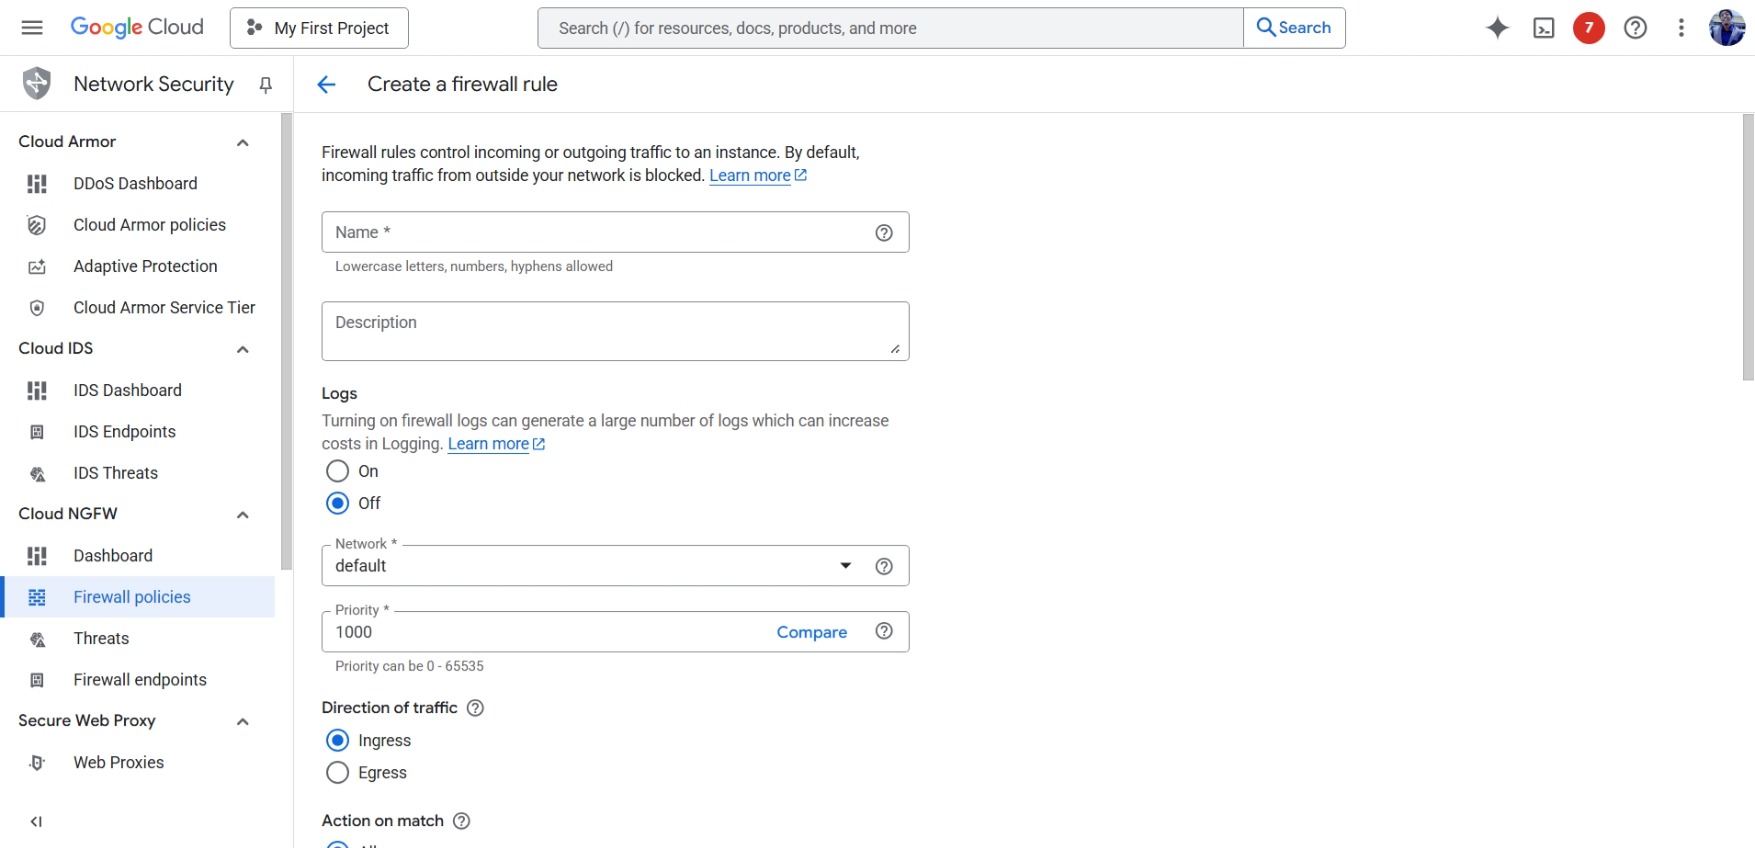 Google Cloud
My First Project
Search (/) for resources, docs, products, and more
Search
7
Network Security
Create a firewall rule
Cloud Armor
DDoS Dashboard
Cloud Armor policies
Adaptive Protection
Cloud Armor Service Tier
Cloud IDS
IDS Dashboard
IDS Endpoints
IDS Threats
Cloud NGFW
Dashboard
Firewall policies
Threats
Firewall endpoints
Secure Web Proxy
Web Proxies
Firewall rules control incoming or outgoing traffic to an instance. By default,
incoming traffic from outside your network is blocked. Learn more
Name *
Lowercase letters, numbers, hyphens allowed
Description
Logs
Turning on firewall logs can generate a large number of logs which can increase
costs in Logging. Learn more
On
Off
Network *
default
Priority *
1000
Compare
Priority can be 0 - 65535
Direction of traffic
Ingress
Egress
Action on match